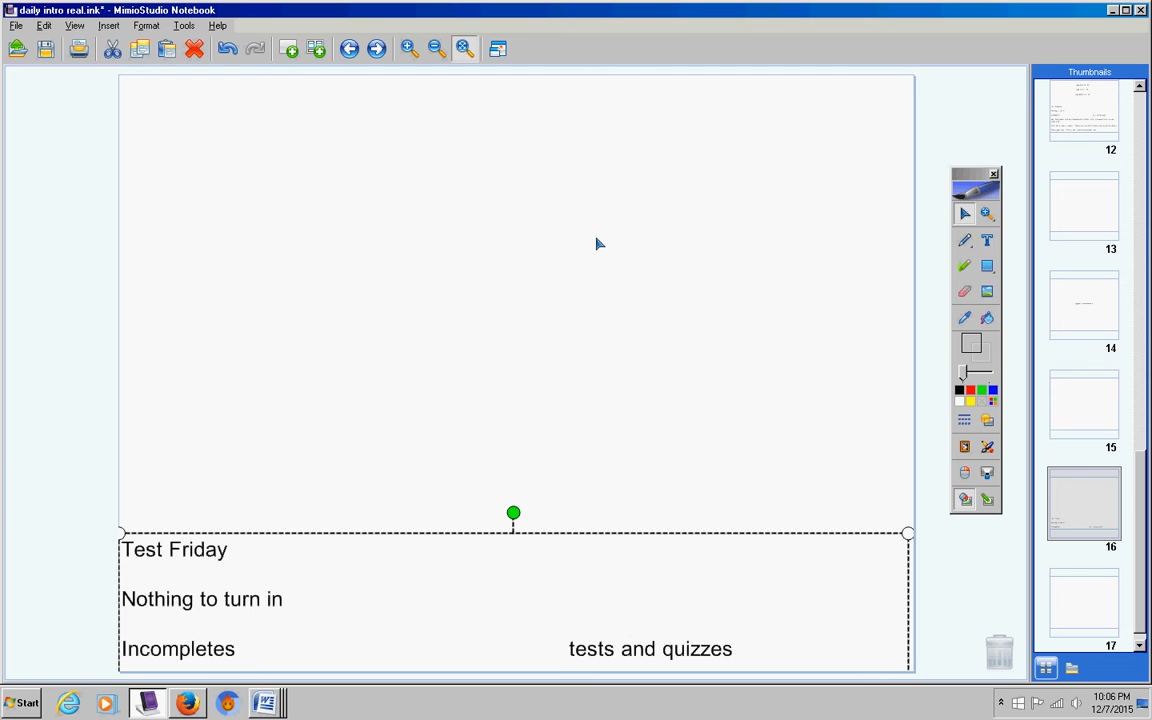 daily intro real.ink* - MimioStudio Notebook
File Edit View Insert Format Tools Help
Thumbnails
12
13
14
15
16
17
Test Friday
Nothing to turn in
Incompletes tests and quizzes
Start
10:06 PM
12/7/2015